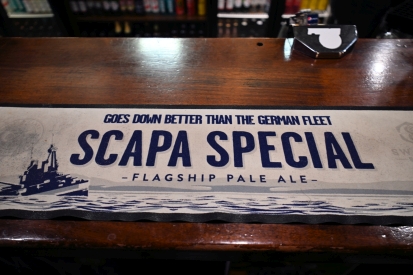 GOES DOWN BETTER THAN THE GERMAN FLEET
SCAPA SPECIAL
-FLAGSHIP PALE ALE-